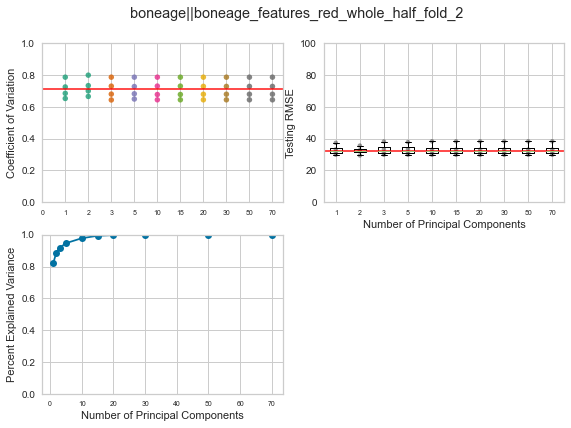 boneage||boneage_features_red_whole_half_fold_2
Coefficient of Variation
1.0
0.8
0.6
0.4
0.2
0.0
0 1 2 3 5 10 15 20 30 50 70
Testing RMSE
100
80
60
40
20
0
1 2 3 5 10 15 20 30 50 70
Number of Principal Components
Percent Explained Variance
1.0
0.8
0.6
0.4
0.2
0.0
0 10 20 30 40 50 60 70
Number of Principal Components